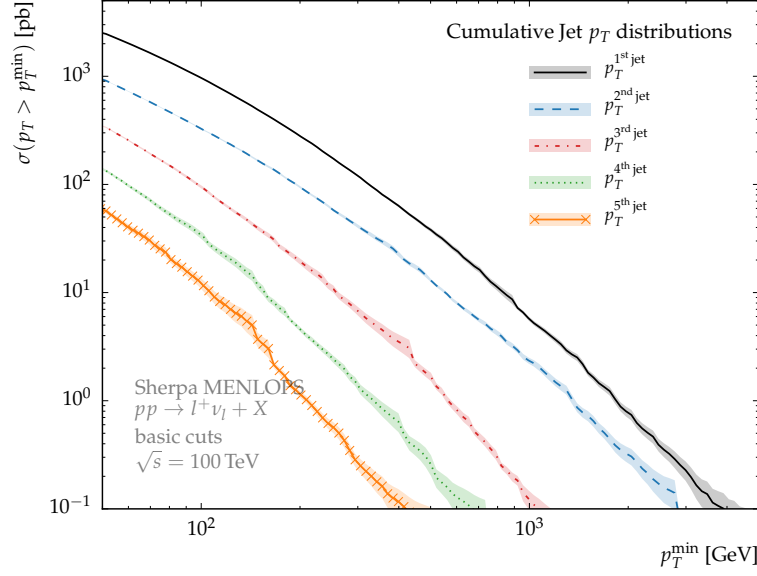 Cumulative Jet p_T distributions
p_T^{1st jet}
p_T^{2nd jet}
p_T^{3rd jet}
p_T^{4th jet}
p_T^{5th jet}
σ(p_T > p_T^{min}) [pb]
10^3
10^2
10^1
10^0
10^{−1}
Sherpa MENLOPS
pp → l^+ν_l + X
basic cuts
√s = 100 TeV
10^2
10^3
p_T^{min} [GeV]